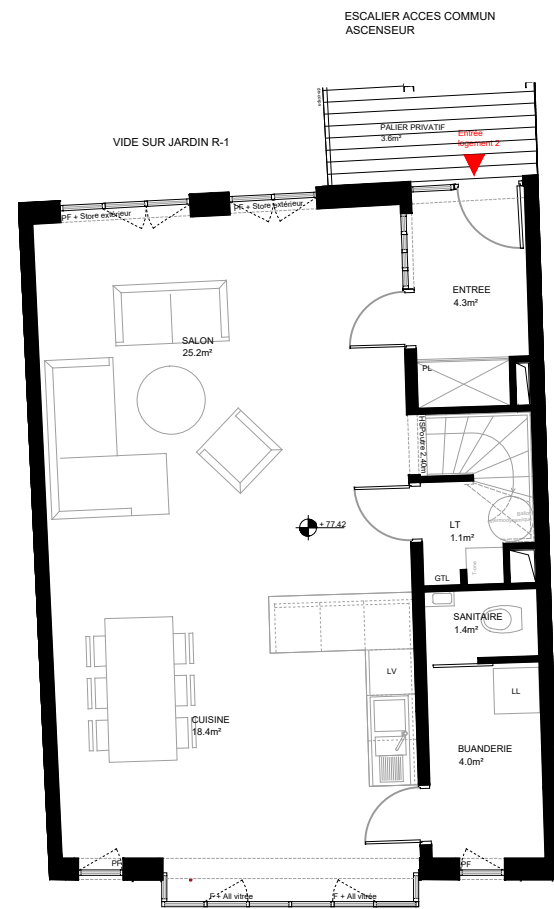 ESCALIER ACCES COMMUN
ASCENSEUR
PALIER PRIVATIF
3.6m²
Entrée
logement 2
VIDE SUR JARDIN R-1
PF + Store extérieur
PF + Store extérieur
ENTREE
4.3m²
SALON
25.2m²
PL
HSPoutre 2.40m
+ 77.42
LT
1.1m²
GTL
SANITAIRE
1.4m²
LV
LL
CUISINE
18.4m²
BUANDERIE
4.0m²
PF
PF
F + All vitrée
F + All vitrée